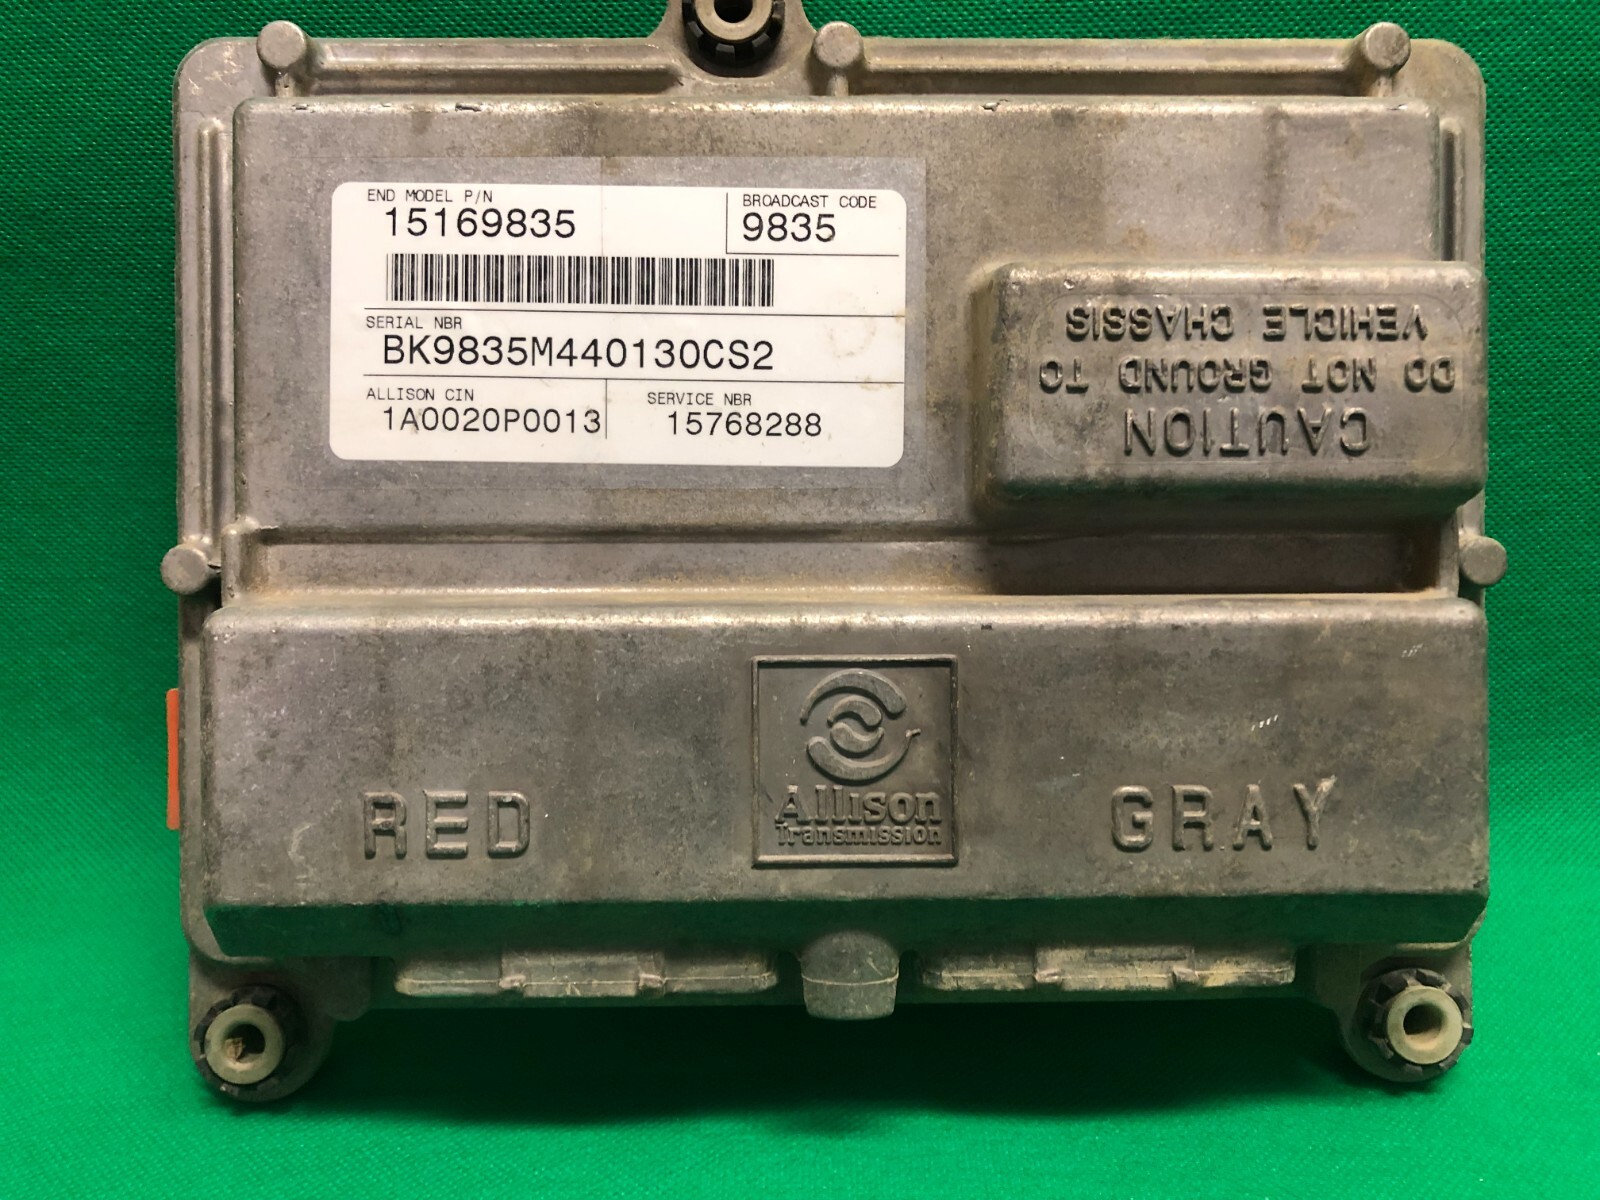 END MODEL P/N
15169835
BROADCAST CODE
9835
SERIAL NBR
BK9835M440130CS2
ALLISON CIN
1A0020P0013
SERVICE NBR
15768288
CAUTION
DO NOT GROUND TO
VEHICLE CHASSIS
RED
Allison
Transmission
GRAY